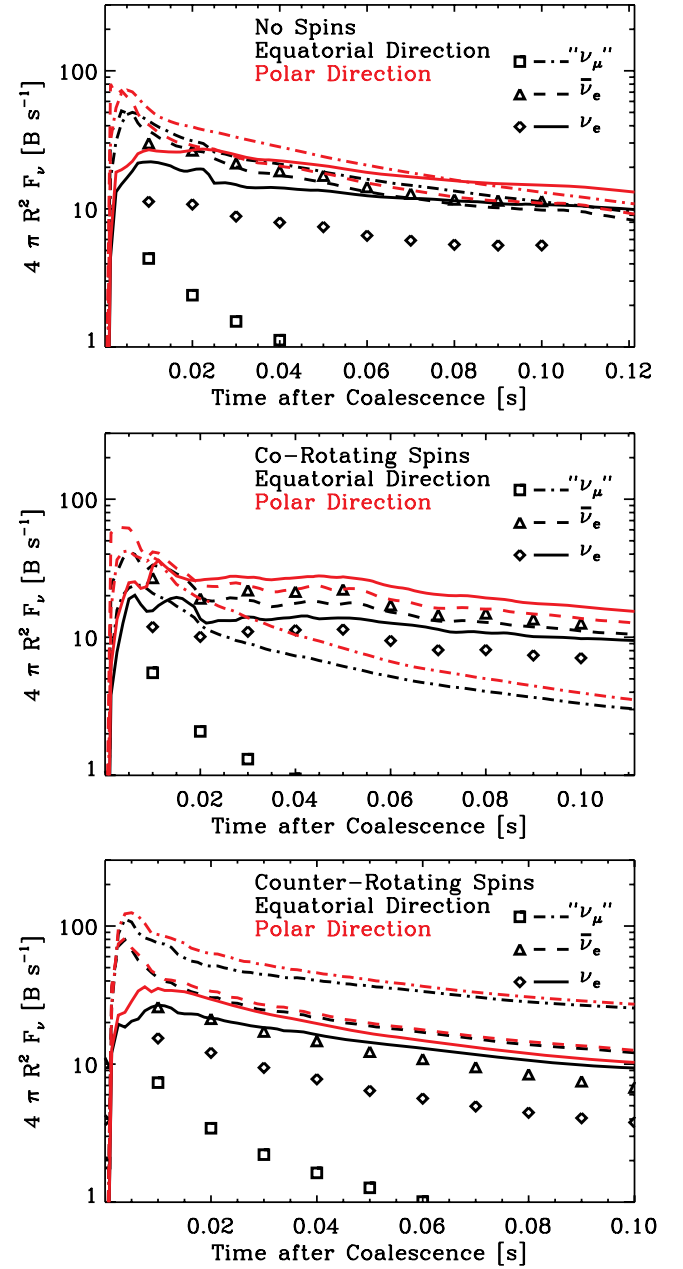 No Spins
Equatorial Direction
Polar Direction
"ν_μ"
ν̄_e
ν_e
100
10
1
4 π R² F_ν [B s⁻¹]
0.02 0.04 0.06 0.08 0.10 0.12
Time after Coalescence [s]
Co-Rotating Spins
Equatorial Direction
Polar Direction
"ν_μ"
ν̄_e
ν_e
100
10
1
4 π R² F_ν [B s⁻¹]
0.02 0.04 0.06 0.08 0.10
Time after Coalescence [s]
Counter-Rotating Spins
Equatorial Direction
Polar Direction
"ν_μ"
ν̄_e
ν_e
100
10
1
4 π R² F_ν [B s⁻¹]
0.02 0.04 0.06 0.08 0.10
Time after Coalescence [s]